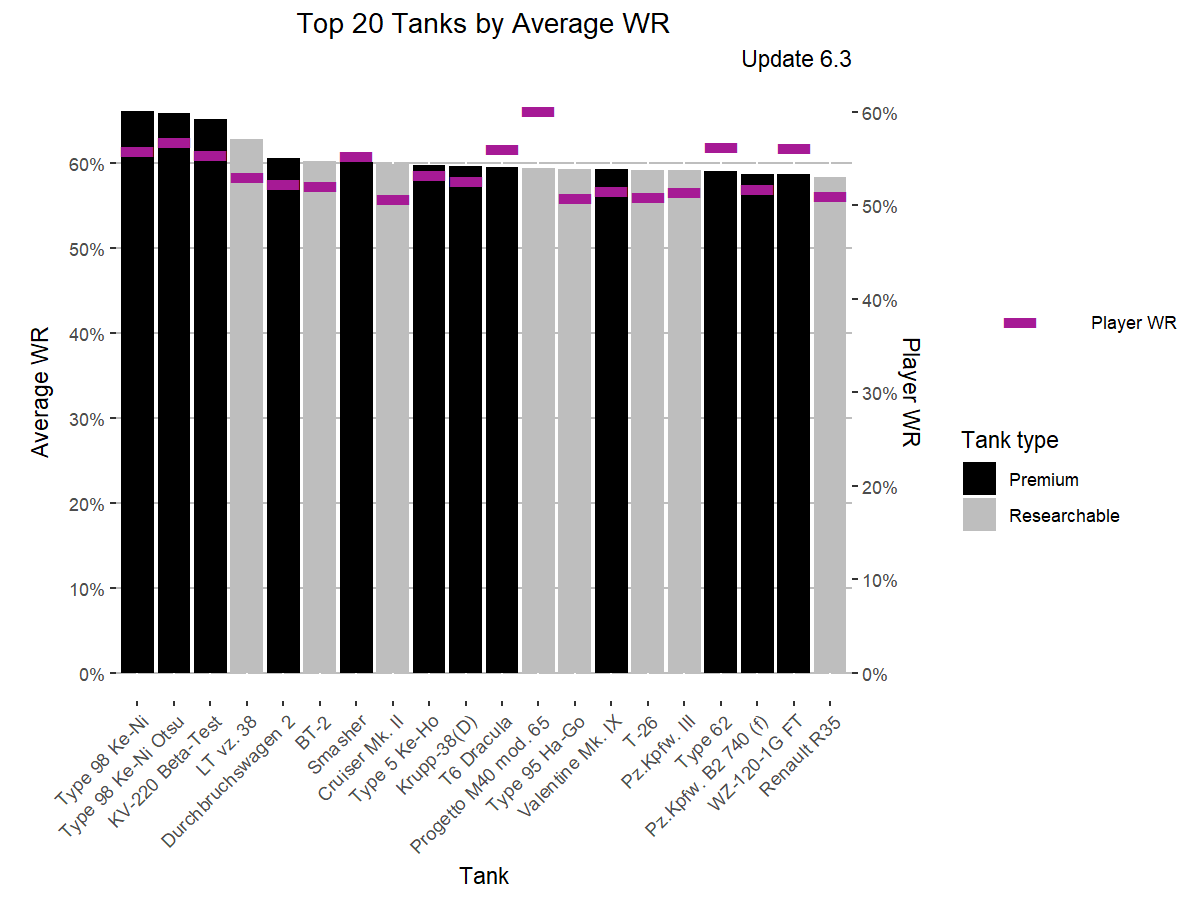 Top 20 Tanks by Average WR
Update 6.3
Average WR
60%
50%
40%
30%
20%
10%
0%
60%
50%
40%
30%
20%
10%
0%
Player WR
Player WR
Tank type
Premium
Researchable
Type 98 Ke-Ni
Type 98 Ke-Ni Otsu
KV-220 Beta-Test
LT vz. 38
Durchbruchswagen 2
BT-2
Smasher
Cruiser Mk. II
Type 5 Ke-Ho
Krupp-38(D)
T6 Dracula
Progetto M40 mod. 65
Type 95 Ha-Go
Valentine Mk. IX
T-26
Pz.Kpfw. III
Type 62
Pz.Kpfw. B2 740 (f)
WZ-120-1G FT
Renault R35
Tank